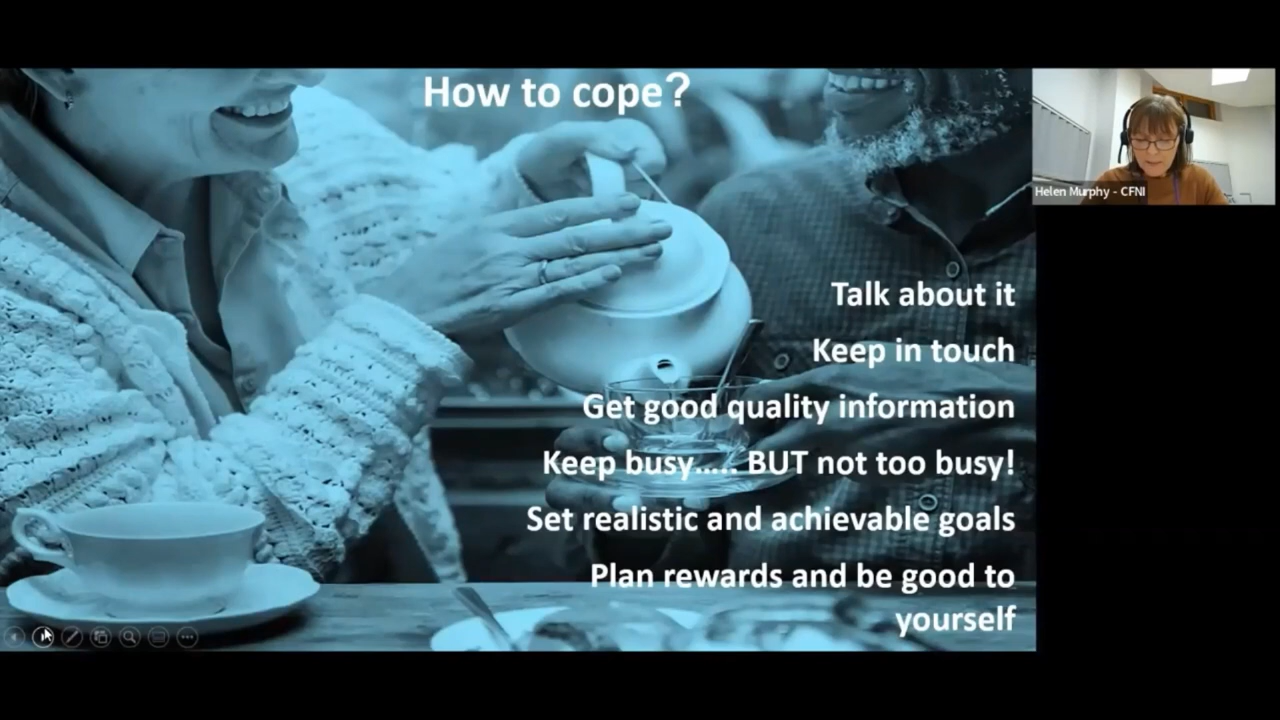 How to cope?
Helen Murphy - CFNI
Talk about it
Keep in touch
Get good quality information
Keep busy..... BUT not too busy!
Set realistic and achievable goals
Plan rewards and be good to
yourself